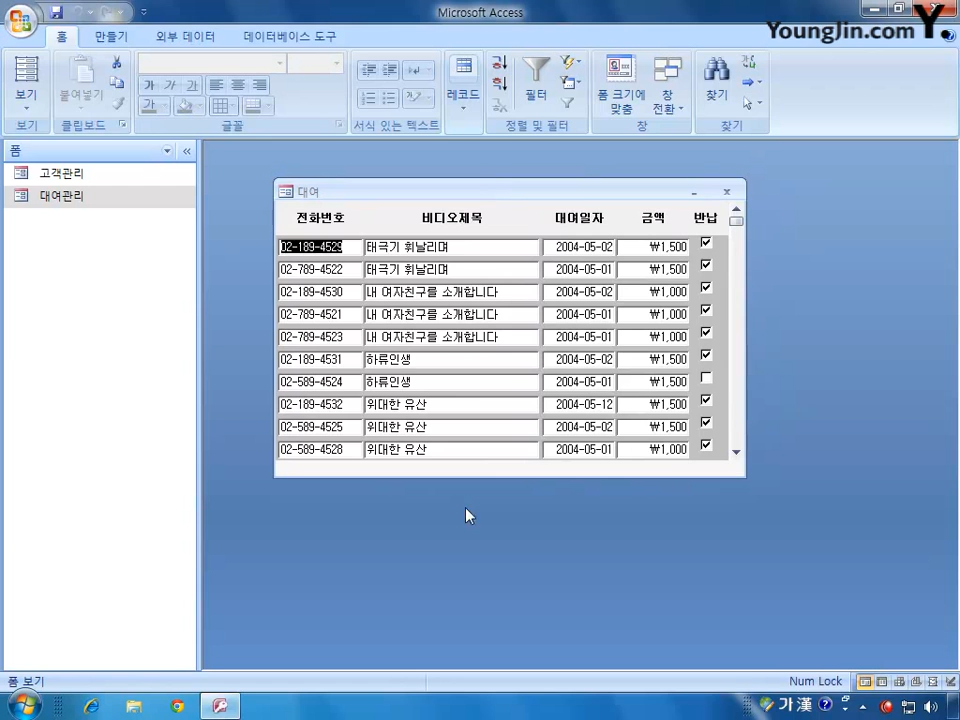 Microsoft Access
YoungJin.com Y.
홈 만들기 외부 데이터 데이터베이스 도구
보기 붙여넣기 가 가 가 가 레코드 필터 폼 크기에 맞춤 창 전환 찾기
보기 클립보드 글꼴 서식 있는 텍스트 정렬 및 필터 창 찾기
폼
고객관리
대여관리
대여
전화번호 비디오제목 대여일자 금액 반납
02-189-4529 태극기 휘날리며 2004-05-02 ₩1,500
02-789-4522 태극기 휘날리며 2004-05-01 ₩1,500
02-189-4530 내 여자친구를 소개합니다 2004-05-02 ₩1,000
02-789-4521 내 여자친구를 소개합니다 2004-05-01 ₩1,000
02-789-4523 내 여자친구를 소개합니다 2004-05-01 ₩1,000
02-189-4531 하류인생 2004-05-02 ₩1,500
02-589-4524 하류인생 2004-05-01 ₩1,500
02-189-4532 위대한 유산 2004-05-12 ₩1,500
02-589-4525 위대한 유산 2004-05-02 ₩1,500
02-589-4528 위대한 유산 2004-05-01 ₩1,000
폼 보기 Num Lock
가 漢